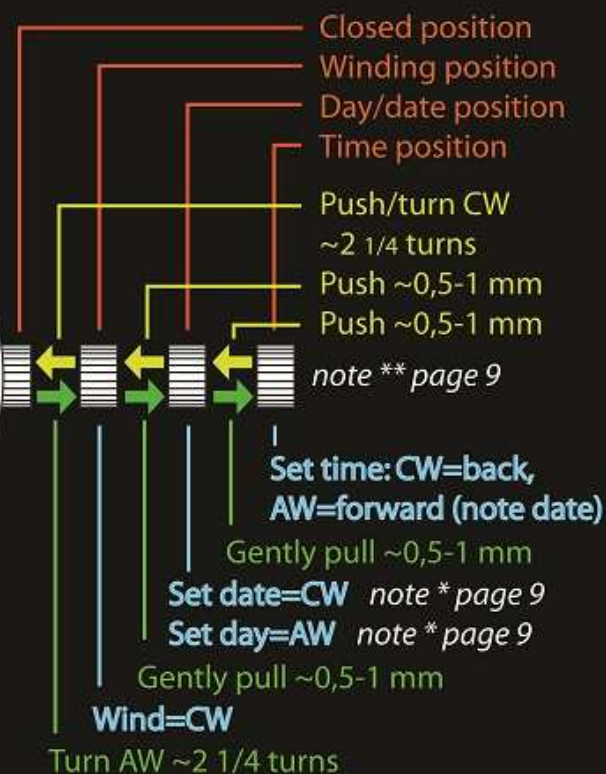 Closed position
Winding position
Day/date position
Time position
Push/turn CW
~2 1/4 turns
Push ~0,5-1 mm
Push ~0,5-1 mm
note ** page 9
Set time: CW=back,
AW=forward (note date)
Gently pull ~0,5-1 mm
Set date=CW note * page 9
Set day=AW note * page 9
Gently pull ~0,5-1 mm
Wind=CW
Turn AW ~2 1/4 turns